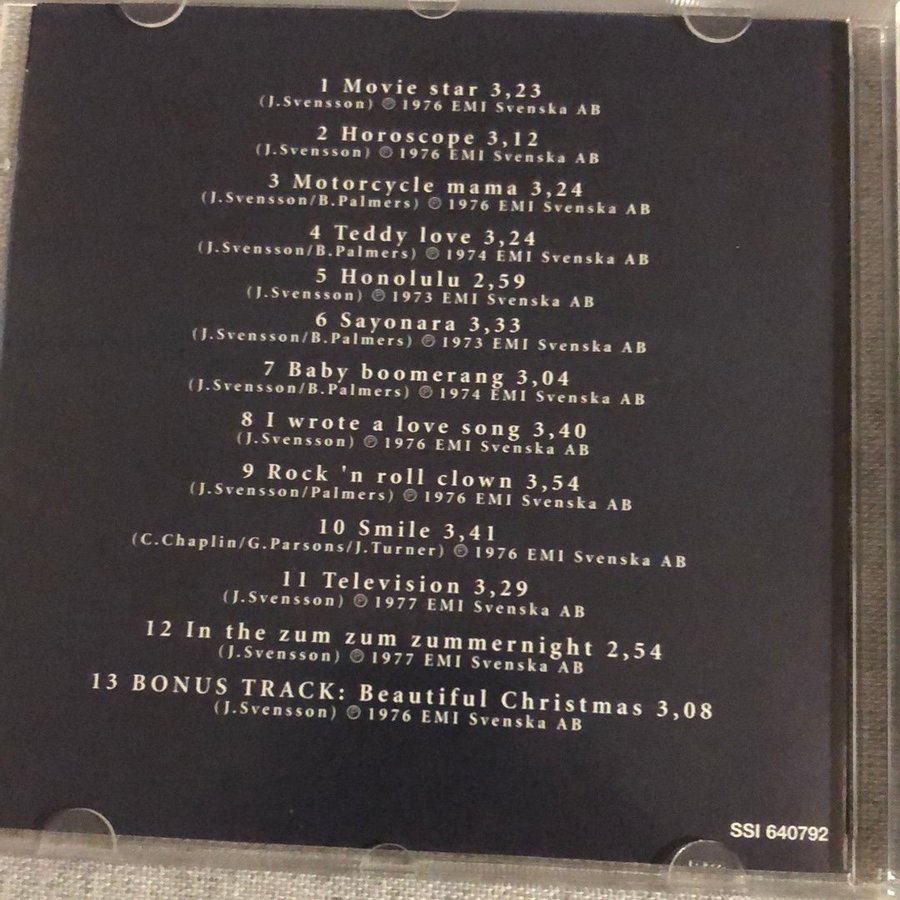 1 Movie star 3,23
(J.Svensson) ℗ 1976 EMI Svenska AB
2 Horoscope 3,12
(J.Svensson) ℗ 1976 EMI Svenska AB
3 Motorcycle mama 3,24
(J.Svensson/B.Palmers) ℗ 1976 EMI Svenska AB
4 Teddy love 3,24
(J.Svensson/B.Palmers) ℗ 1974 EMI Svenska AB
5 Honolulu 2,59
(J.Svensson) ℗ 1973 EMI Svenska AB
6 Sayonara 3,33
(J.Svensson/B.Palmers) ℗ 1973 EMI Svenska AB
7 Baby boomerang 3,04
(J.Svensson/B.Palmers) ℗ 1974 EMI Svenska AB
8 I wrote a love song 3,40
(J.Svensson) ℗ 1976 EMI Svenska AB
9 Rock 'n roll clown 3,54
(J.Svensson/Palmers) ℗ 1976 EMI Svenska AB
10 Smile 3,41
(C.Chaplin/G.Parsons/J.Turner) ℗ 1976 EMI Svenska AB
11 Television 3,29
(J.Svensson) ℗ 1977 EMI Svenska AB
12 In the zum zum zummernight 2,54
(J.Svensson) ℗ 1977 EMI Svenska AB
13 BONUS TRACK: Beautiful Christmas 3,08
(J.Svensson) ℗ 1976 EMI Svenska AB
SSI 640792